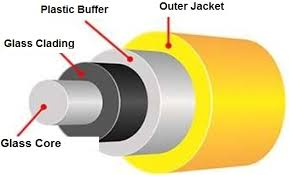 Outer Jacket
Plastic Buffer
Glass Clading
Glass Core